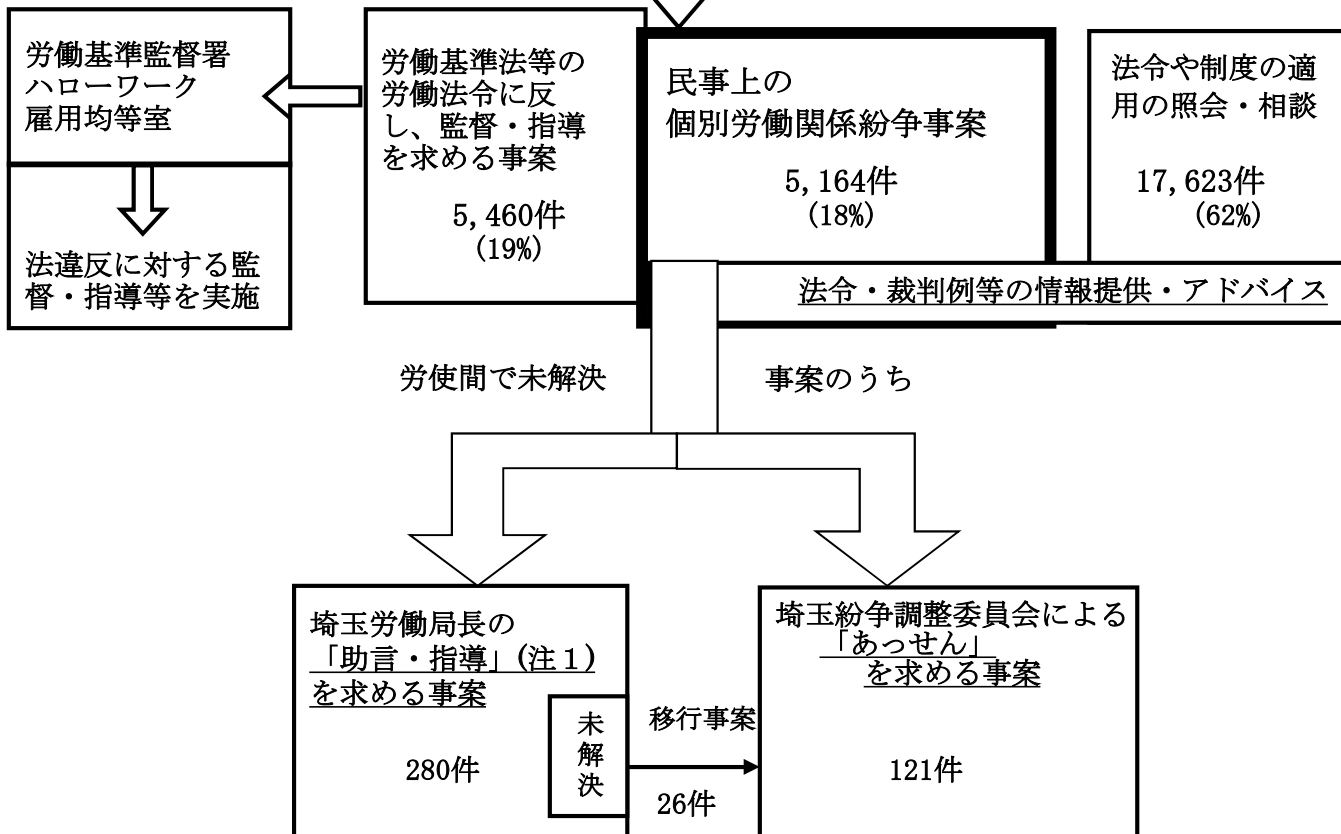 労働基準監督署
ハローワーク
雇用均等室
法違反に対する監
督・指導等を実施
労働基準法等の
労働法令に反
し、監督・指導
を求める事案
5,460件
(19%)
民事上の
個別労働関係紛争事案
5,164件
(18%)
法令や制度の適
用の照会・相談
17,623件
(62%)
法令・裁判例等の情報提供・アドバイス
労使間で未解決
事案のうち
埼玉労働局長の
「助言・指導」(注1)
を求める事案
280件
未
解
決
移行事案
26件
埼玉紛争調整委員会による
「あっせん」
を求める事案
121件